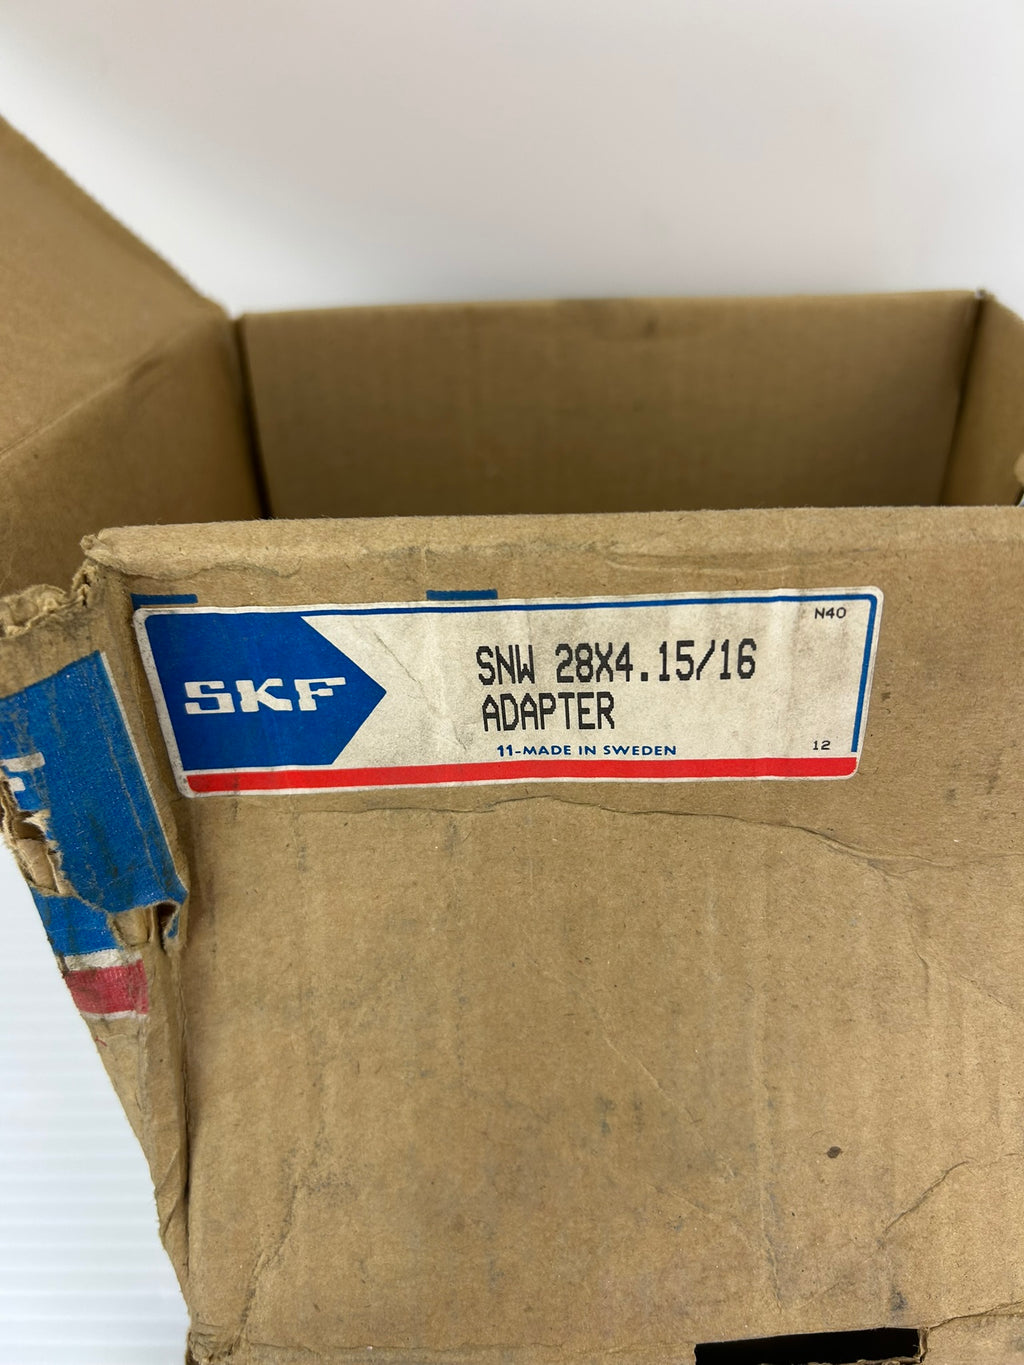 N40
SKF
SNW 28X4.15/16
ADAPTER
11-MADE IN SWEDEN
12
F